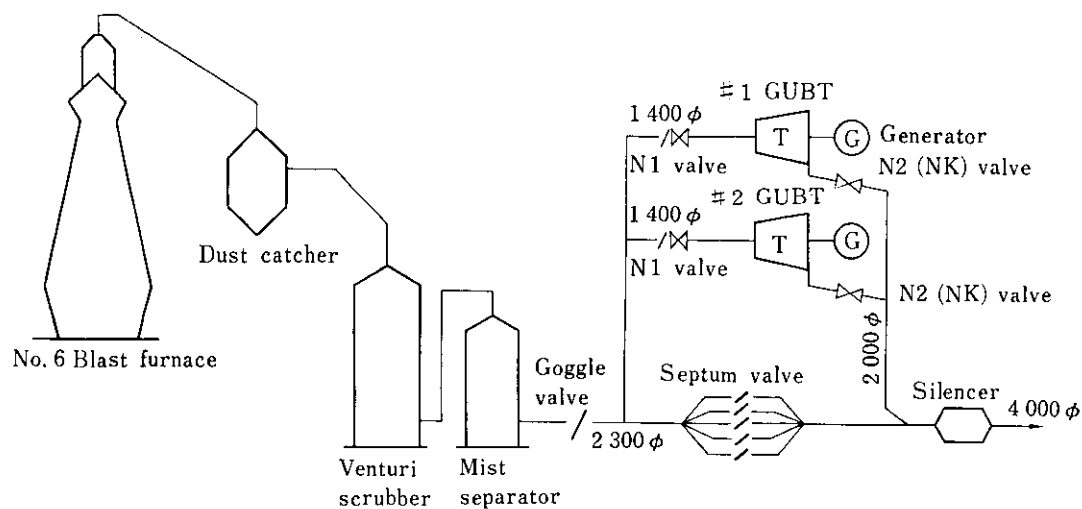 #1 GUBT
1 400 φ
T
G
Generator
N1 valve
N2 (NK) valve
#2 GUBT
1 400 φ
T
G
N1 valve
N2 (NK) valve
Dust catcher
No. 6 Blast furnace
2 000 φ
Goggle
valve
Septum valve
Silencer
4 000 φ
2 300 φ
Venturi
scrubber
Mist
separator